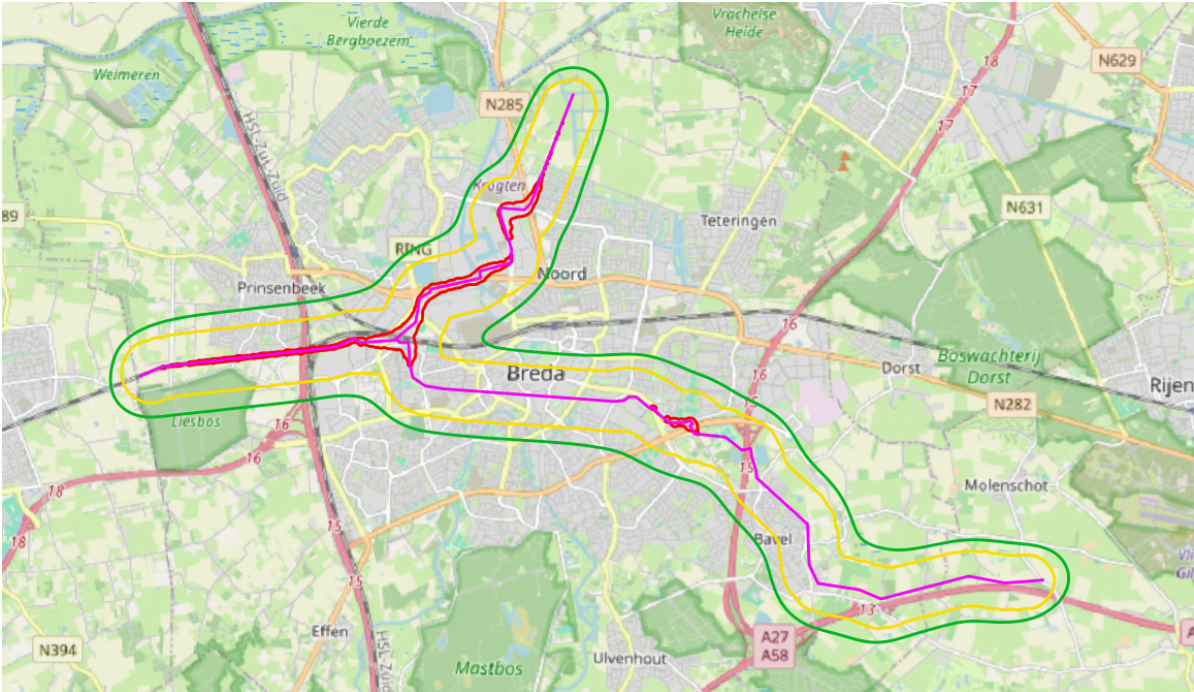 Vierde
Bergboezem
Vrachelse
Heide
18
N629
Weimeren
17
N285
17
HSL-Zuid
Krogten
N631
89
Teteringen
RING
Noord
Prinsenbeek
16
Boswachterij
Dorst
Dorst
Breda
16
Rijen
N282
15
Liesbos
16
16
15
18
Molenschot
15
18
Bavel
15
13
Effen
A27
A58
N394
HSL-Zuid
Mastbos
Ulvenhout